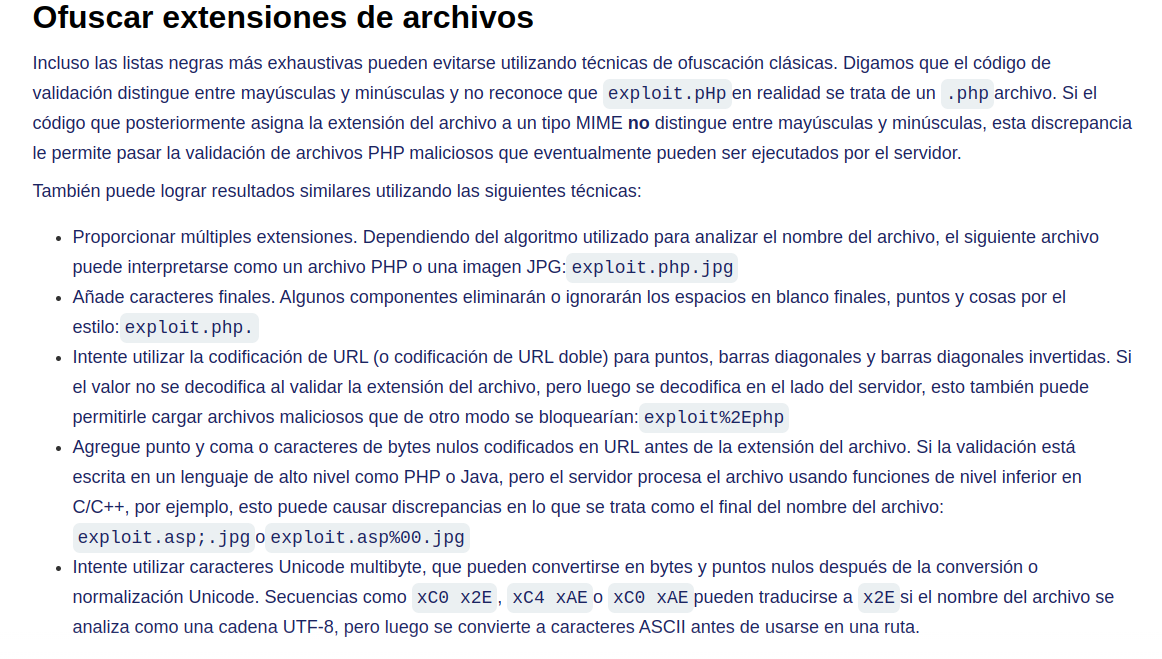 Ofuscar extensiones de archivos
Incluso las listas negras más exhaustivas pueden evitarse utilizando técnicas de ofuscación clásicas. Digamos que el código de
validación distingue entre mayúsculas y minúsculas y no reconoce que exploit.pHp en realidad se trata de un .php archivo. Si el
código que posteriormente asigna la extensión del archivo a un tipo MIME no distingue entre mayúsculas y minúsculas, esta discrepancia
le permite pasar la validación de archivos PHP maliciosos que eventualmente pueden ser ejecutados por el servidor.
También puede lograr resultados similares utilizando las siguientes técnicas:
• Proporcionar múltiples extensiones. Dependiendo del algoritmo utilizado para analizar el nombre del archivo, el siguiente archivo
puede interpretarse como un archivo PHP o una imagen JPG: exploit.php.jpg
• Añade caracteres finales. Algunos componentes eliminarán o ignorarán los espacios en blanco finales, puntos y cosas por el
estilo: exploit.php.
• Intente utilizar la codificación de URL (o codificación de URL doble) para puntos, barras diagonales y barras diagonales invertidas. Si
el valor no se decodifica al validar la extensión del archivo, pero luego se decodifica en el lado del servidor, esto también puede
permitirle cargar archivos maliciosos que de otro modo se bloquearían: exploit%2Ephp
• Agregue punto y coma o caracteres de bytes nulos codificados en URL antes de la extensión del archivo. Si la validación está
escrita en un lenguaje de alto nivel como PHP o Java, pero el servidor procesa el archivo usando funciones de nivel inferior en
C/C++, por ejemplo, esto puede causar discrepancias en lo que se trata como el final del nombre del archivo:
exploit.asp;.jpg o exploit.asp%00.jpg
• Intente utilizar caracteres Unicode multibyte, que pueden convertirse en bytes y puntos nulos después de la conversión o
normalización Unicode. Secuencias como xC0 x2E , xC4 xAE o xC0 xAE pueden traducirse a x2E si el nombre del archivo se
analiza como una cadena UTF-8, pero luego se convierte a caracteres ASCII antes de usarse en una ruta.